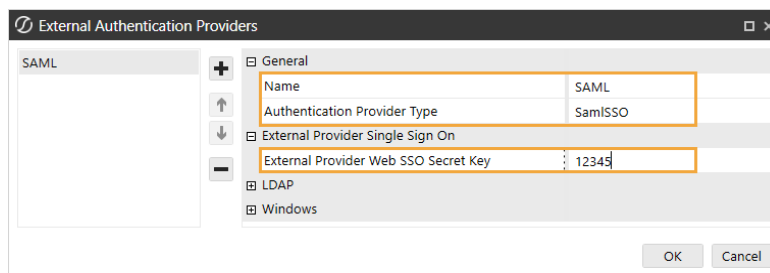 External Authentication Providers
SAML
General
Name SAML
Authentication Provider Type SamlSSO
External Provider Single Sign On
External Provider Web SSO Secret Key 12345
LDAP
Windows
OK Cancel